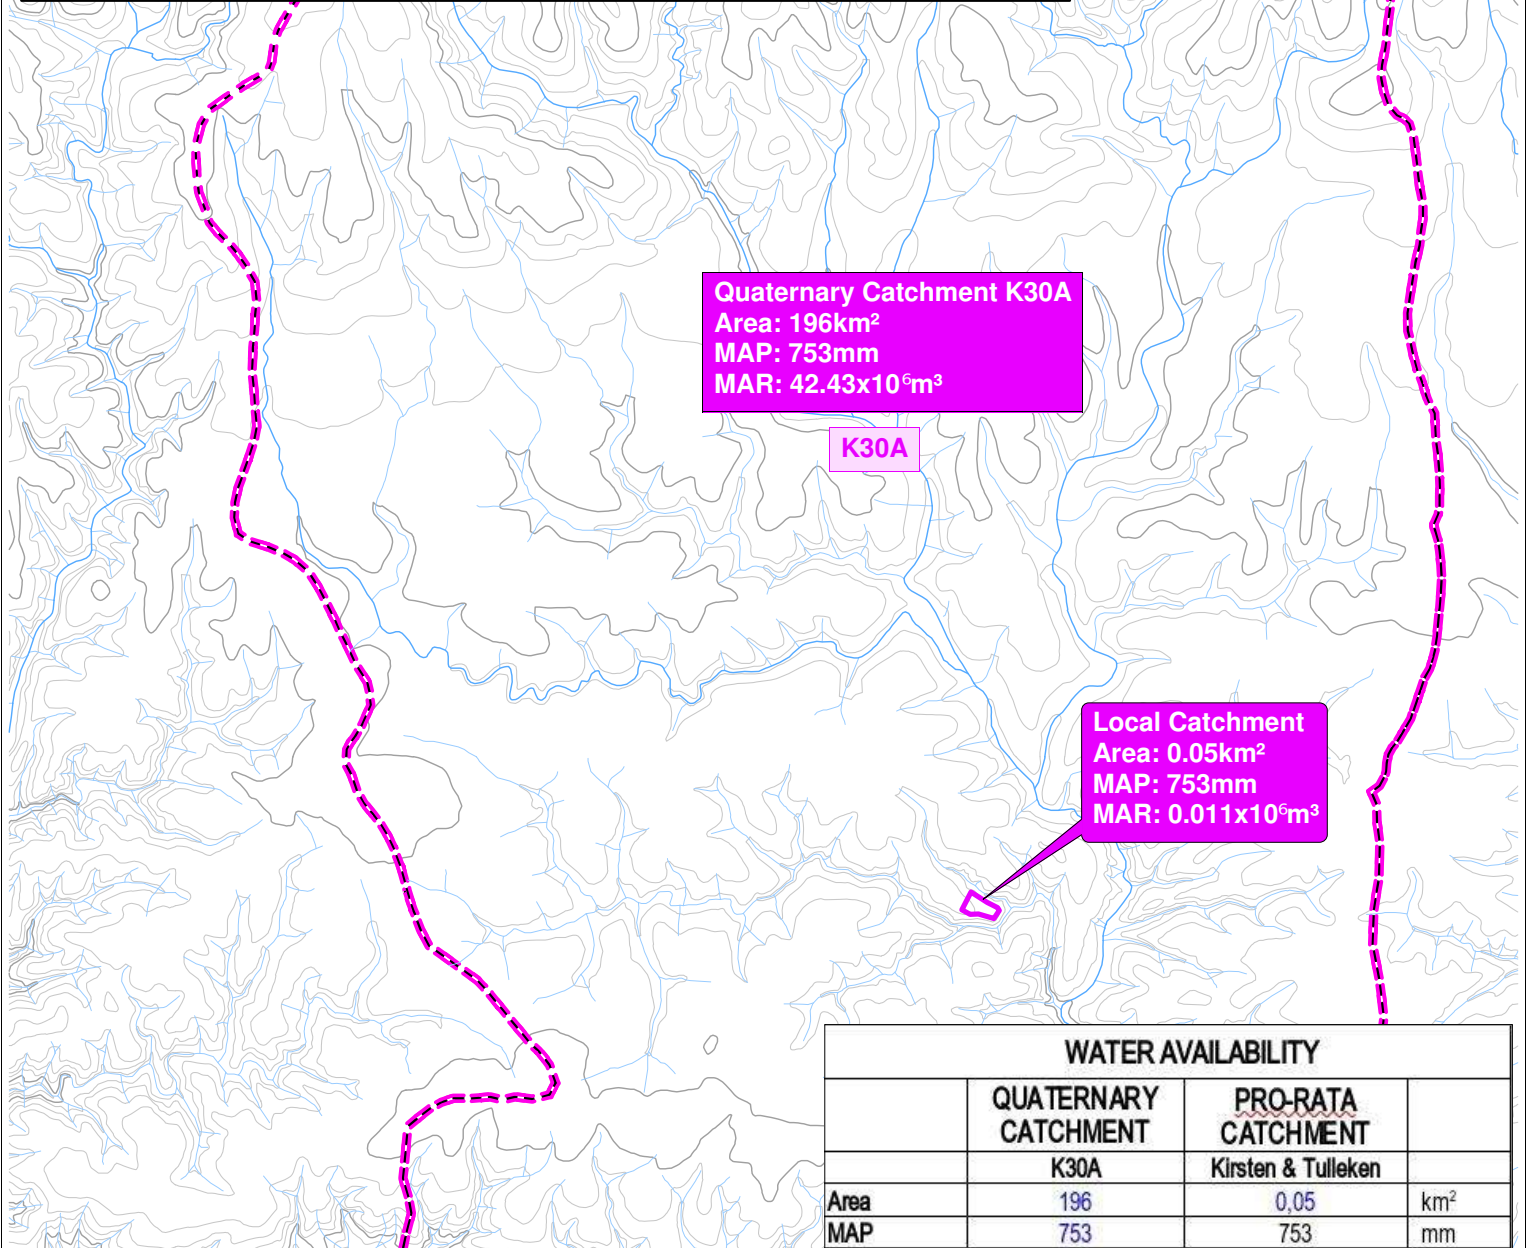 Quaternary Catchment K30A
Area: 196km²
MAP: 753mm
MAR: 42.43x10⁶m³
K30A
Local Catchment
Area: 0.05km²
MAP: 753mm
MAR: 0.011x10⁶m³
WATER AVAILABILITY
QUATERNARY CATCHMENT PRO-RATA CATCHMENT
K30A Kirsten & Tulleken
Area 196 0,05 km²
MAP 753 753 mm